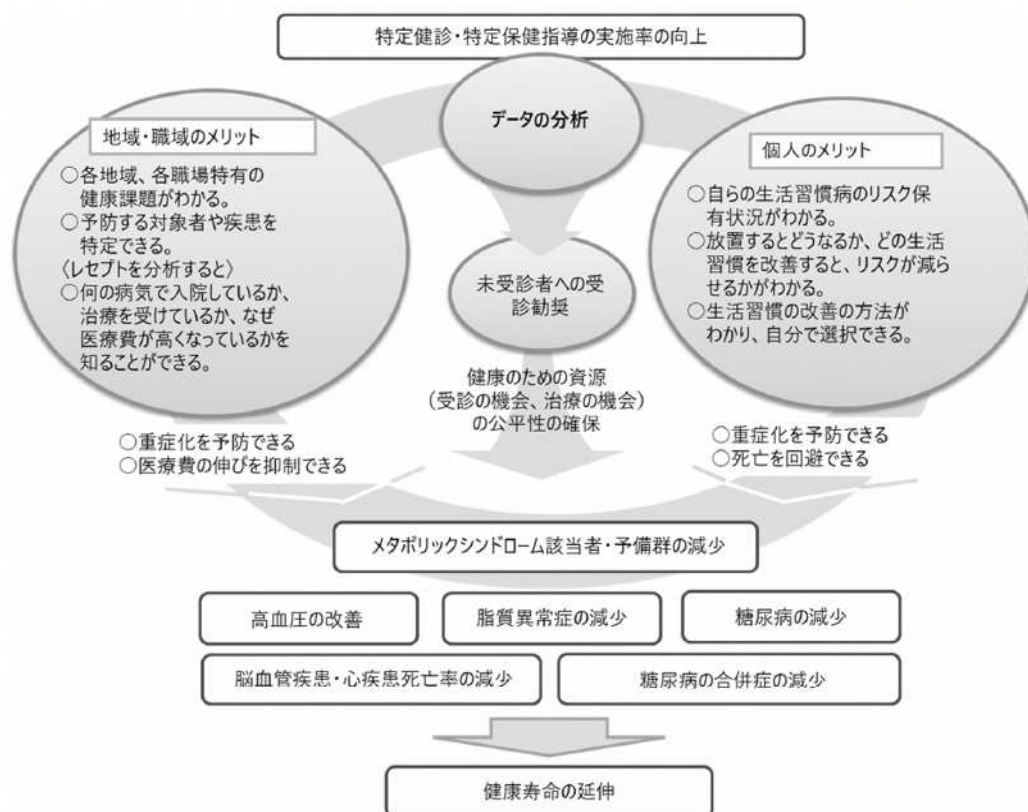 特定健診・特定保健指導の実施率の向上
データの分析
地域・職域のメリット
○各地域、各職場特有の
健康課題がわかる。
○予防する対象者や疾患を
特定できる。
〈レセプトを分析すると〉
○何の病気で入院しているか、
治療を受けているか、なぜ
医療費が高くなっているかを
知ることができる。
○重症化を予防できる
○医療費の伸びを抑制できる
未受診者への受
診勧奨
健康のための資源
(受診の機会、治療の機会)
の公平性の確保
個人のメリット
○自らの生活習慣病のリスク保
有状況がわかる。
○放置するとどうなるか、どの生活
習慣を改善すると、リスクが減ら
せるかがわかる。
○生活習慣の改善の方法が
わかり、自分で選択できる。
○重症化を予防できる
○死亡を回避できる
メタボリックシンドローム該当者・予備群の減少
高血圧の改善
脂質異常症の減少
糖尿病の減少
脳血管疾患・心疾患死亡率の減少
糖尿病の合併症の減少
健康寿命の延伸